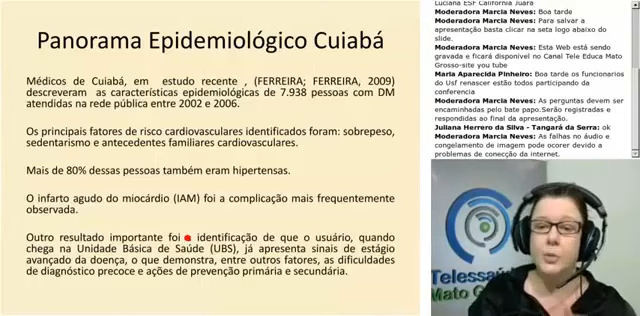 Panorama Epidemiológico Cuiabá
Médicos de Cuiabá, em estudo recente , (FERREIRA; FERREIRA, 2009)
descreveram as características epidemiológicas de 7.938 pessoas com DM
atendidas na rede pública entre 2002 e 2006.
Os principais fatores de risco cardiovasculares identificados foram: sobrepeso,
sedentarismo e antecedentes familiares cardiovasculares.
Mais de 80% dessas pessoas também eram hipertensas.
O infarto agudo do miocárdio (IAM) foi a complicação mais frequentemente
observada.
Outro resultado importante foi identificação de que o usuário, quando
chega na Unidade Básica de Saúde (UBS), já apresenta sinais de estágio
avançado da doença, o que demonstra, entre outros fatores, as dificuldades
de diagnóstico precoce e ações de prevenção primária e secundária.
Luciana ESF California Juara
Moderadora Marcia Neves: Boa tarde
Moderadora Marcia Neves: Para salvar a
apresentação basta clicar na seta logo abaixo do
slide.
Moderadora Marcia Neves: Esta Web está sendo
gravada e ficará disponível no Canal Tele Educa Mato
Grosso-site you tube
Maria Aparecida Pinheiro: Boa tarde os funcionarios
do Usf renascer estão todos participando da
conferencia
Moderadora Marcia Neves: As perguntas devem ser
encaminhadas pelo bate papo.Serão registradas e
respondidas ao final da apresentação.
Juliana Herrero da Silva - Tangará da Serra: ok
Moderadora Marcia Neves: As falhas no áudio e
congelamento de imagem pode ocorer devido a
problemas de conecção da internet.
Telessaú
Mato G